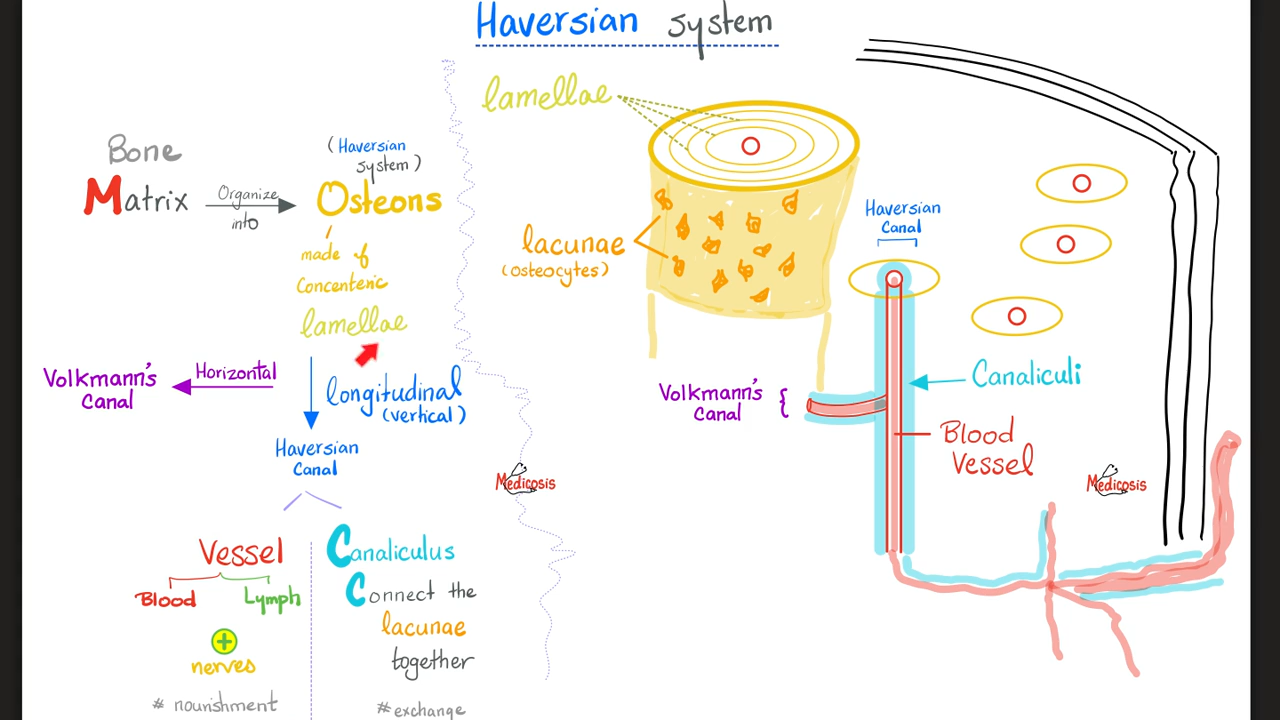 Haversian system
Bone
Matrix
Organize
into
(Haversian
system)
Osteons
made of
Concenteric
lamellae
Volkmann's
Canal
Horizontal
longitudinal
(vertical)
Haversian
Canal
Vessel
Blood
Lymph
+
nerves
# nourishment
Canaliculus
Connect the
lacunae
together
# exchange
lamellae
lacunae
(osteocytes)
Haversian
Canal
Volkmann's
Canal
{
Canaliculi
Blood
Vessel
Medicosis
Medicosis